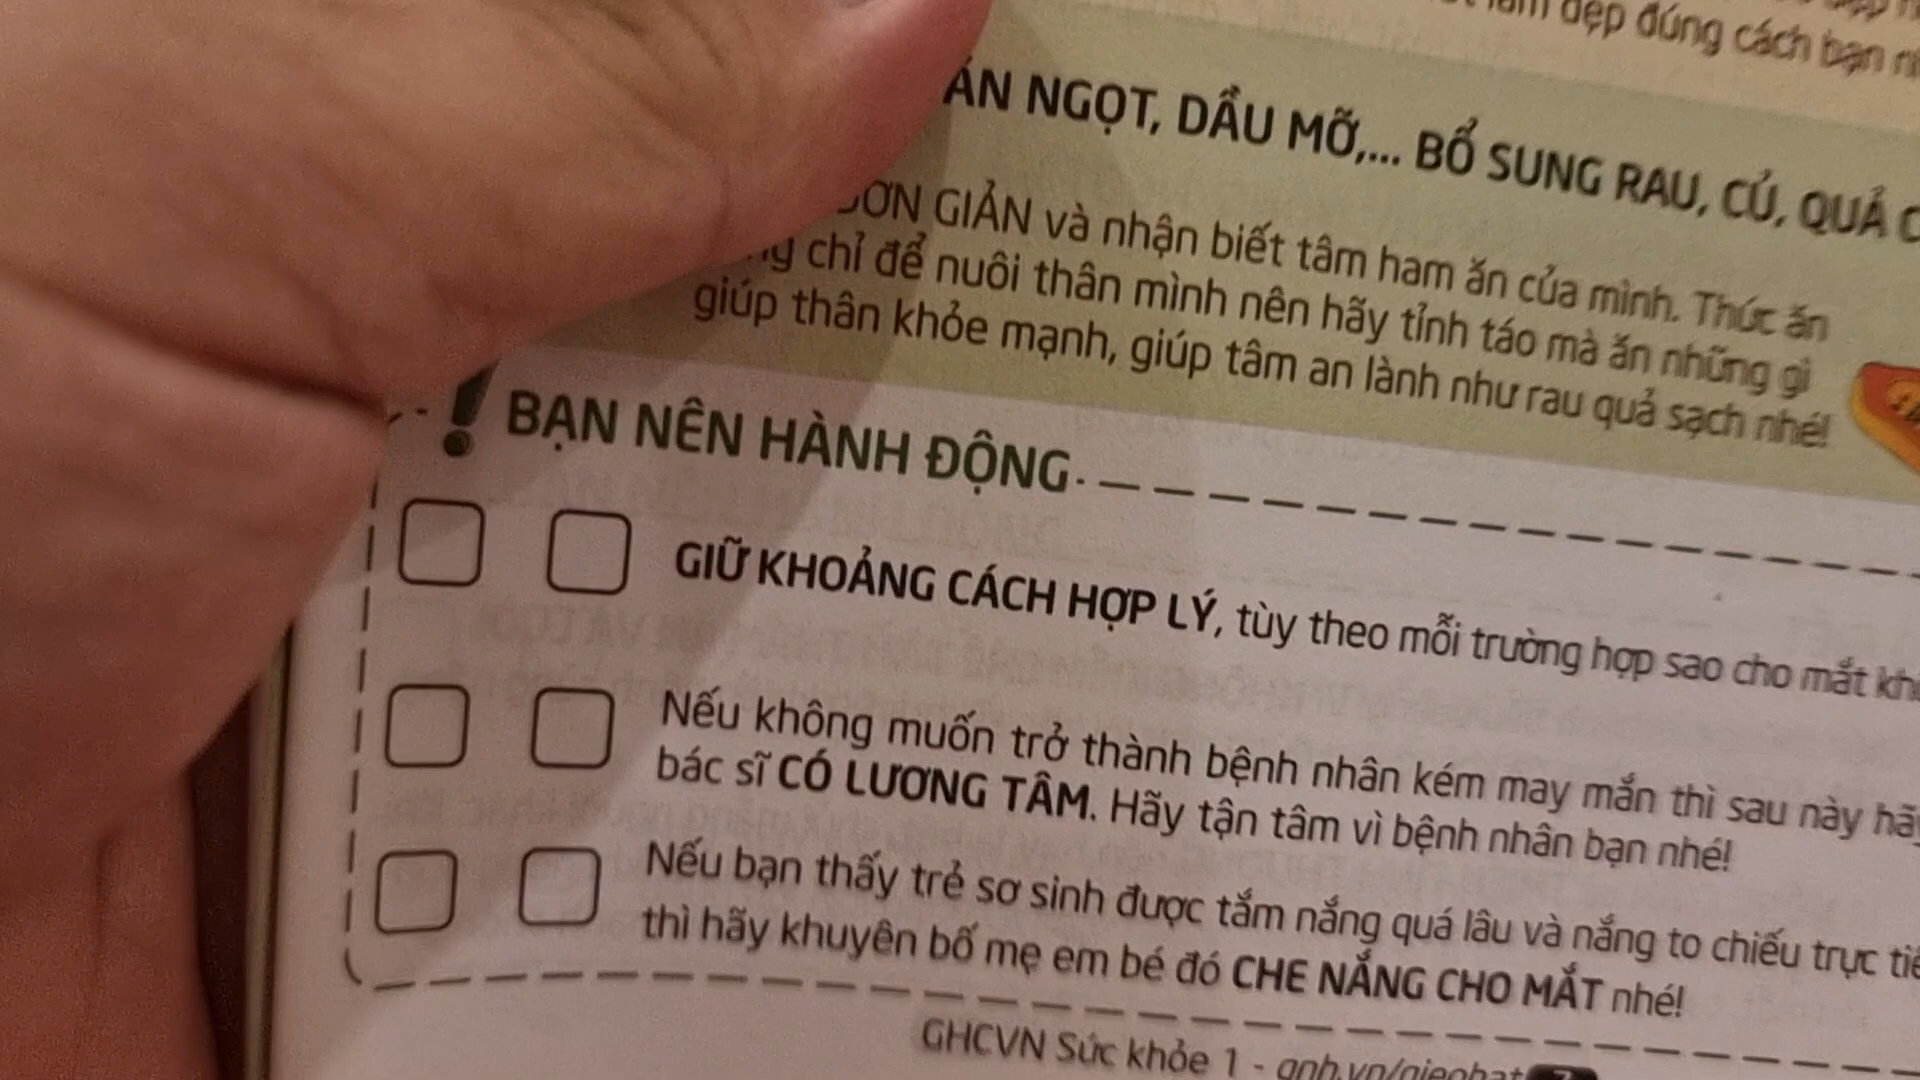 đẹp đúng cách bạn
ĂN NGỌT, DẦU MỠ,... BỔ SUNG RAU, CỦ, QUẢ
ĐƠN GIẢN và nhận biết tâm ham ăn của mình. Thức ăn
chỉ để nuôi thân mình nên hãy tỉnh táo mà ăn những gì
giúp thân khỏe mạnh, giúp tâm an lành như rau quả sạch nhé!
! BẠN NÊN HÀNH ĐỘNG
GIỮ KHOẢNG CÁCH HỢP LÝ, tùy theo mỗi trường hợp sao cho mắt
Nếu không muốn trở thành bệnh nhân kém may mắn thì sau này
bác sĩ CÓ LƯƠNG TÂM. Hãy tận tâm vì bệnh nhân bạn nhé!
Nếu bạn thấy trẻ sơ sinh được tắm nắng quá lâu và nắng to chiếu trực
thì hãy khuyên bố mẹ em bé đó CHE NẮNG CHO MẮT nhé!
GHCVN Sức khỏe 1 -